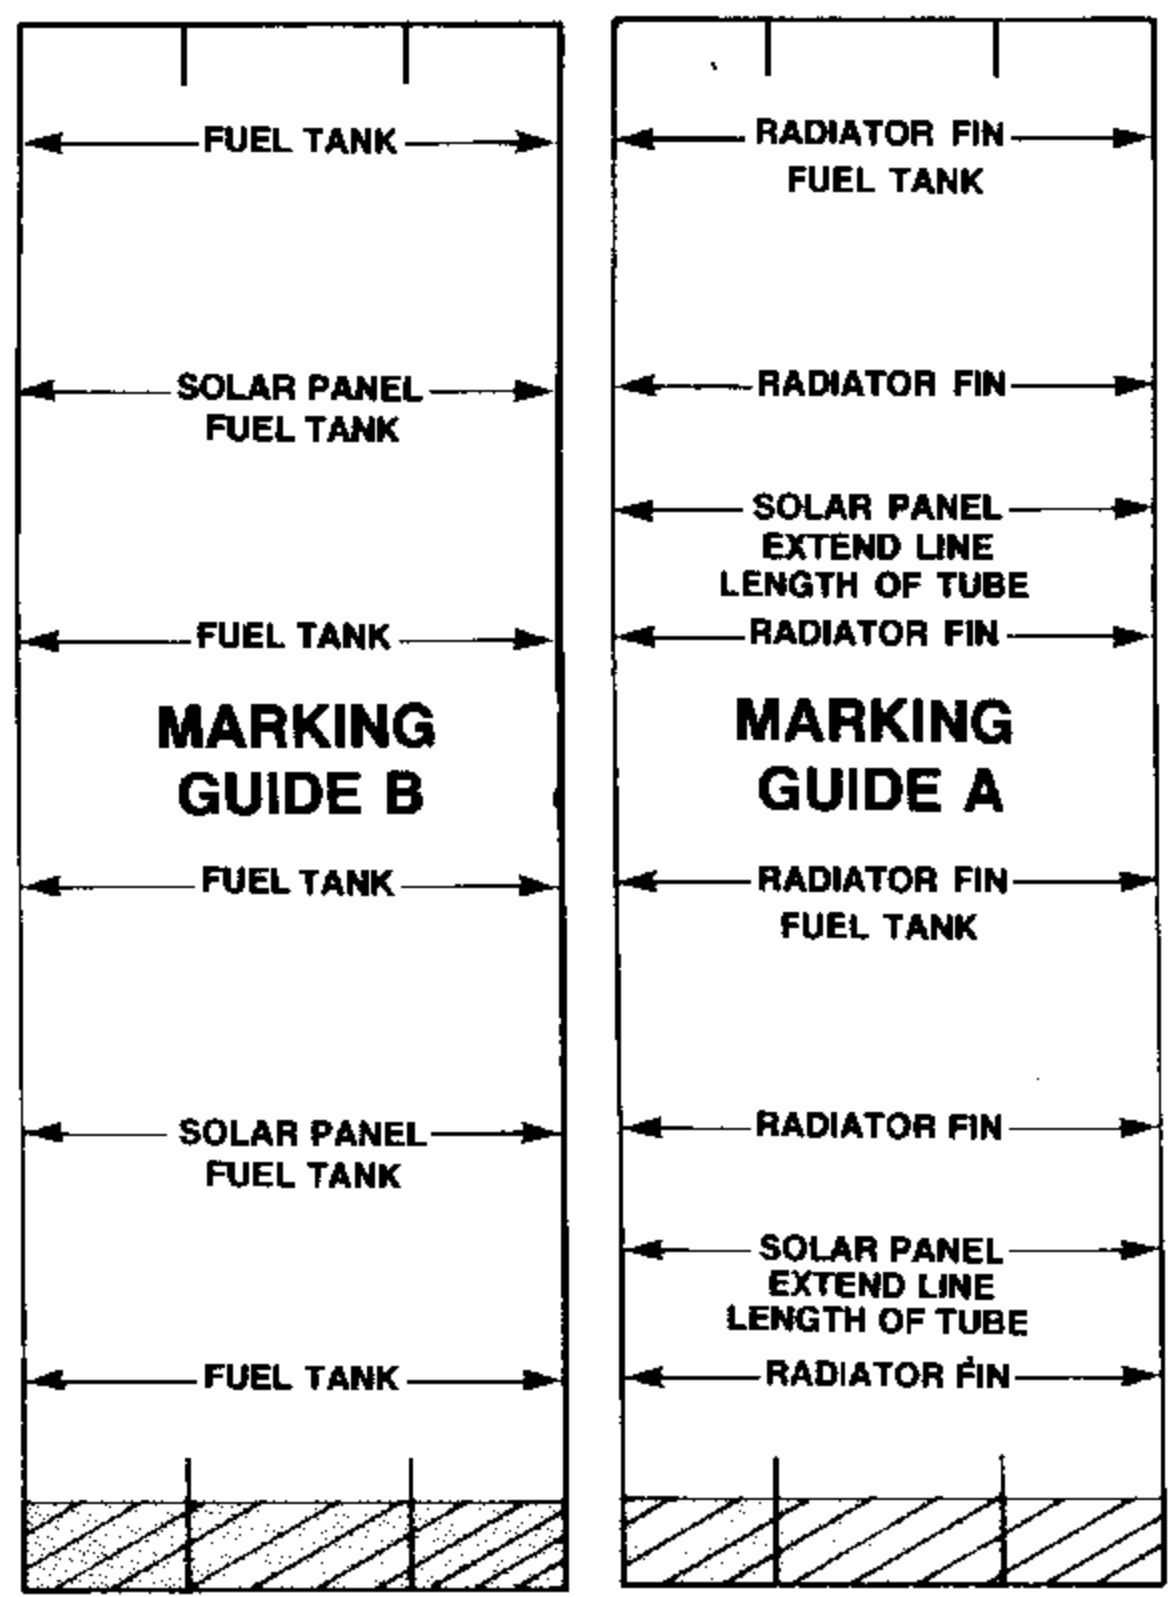 FUEL TANK
SOLAR PANEL
FUEL TANK
FUEL TANK
MARKING
GUIDE B
FUEL TANK
SOLAR PANEL
FUEL TANK
FUEL TANK
RADIATOR FIN
FUEL TANK
RADIATOR FIN
SOLAR PANEL
EXTEND LINE
LENGTH OF TUBE
RADIATOR FIN
MARKING
GUIDE A
RADIATOR FIN
FUEL TANK
RADIATOR FIN
SOLAR PANEL
EXTEND LINE
LENGTH OF TUBE
RADIATOR FIN